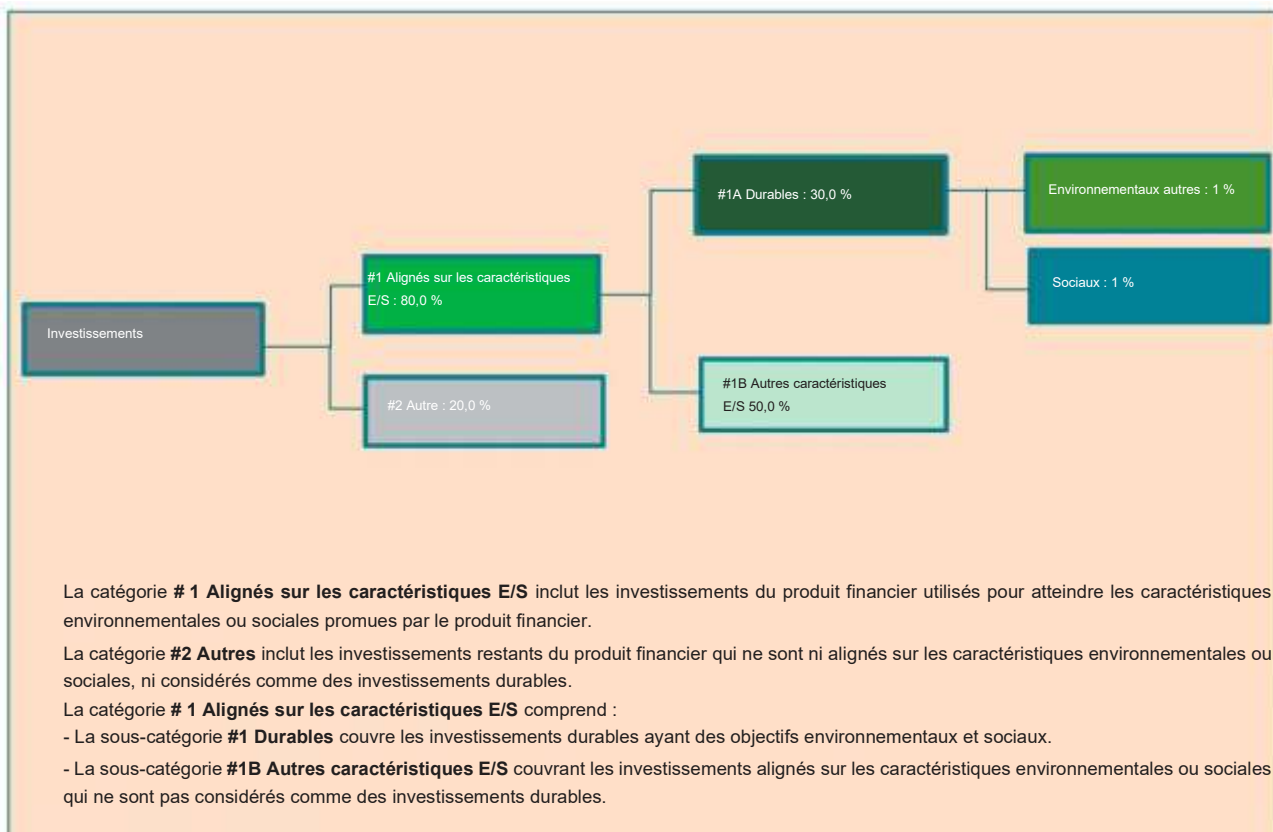 #1A Durables : 30,0 %
Environnementaux autres : 1 %
#1 Alignés sur les caractéristiques
E/S : 80,0 %
Sociaux : 1 %
Investissements
#2 Autre : 20,0 %
#1B Autres caractéristiques
E/S 50,0 %
La catégorie # 1 Alignés sur les caractéristiques E/S inclut les investissements du produit financier utilisés pour atteindre les caractéristiques
environnementales ou sociales promues par le produit financier.
La catégorie #2 Autres inclut les investissements restants du produit financier qui ne sont ni alignés sur les caractéristiques environnementales ou
sociales, ni considérés comme des investissements durables.
La catégorie # 1 Alignés sur les caractéristiques E/S comprend :
- La sous-catégorie #1 Durables couvre les investissements durables ayant des objectifs environnementaux et sociaux.
- La sous-catégorie #1B Autres caractéristiques E/S couvrant les investissements alignés sur les caractéristiques environnementales ou sociales
qui ne sont pas considérés comme des investissements durables.